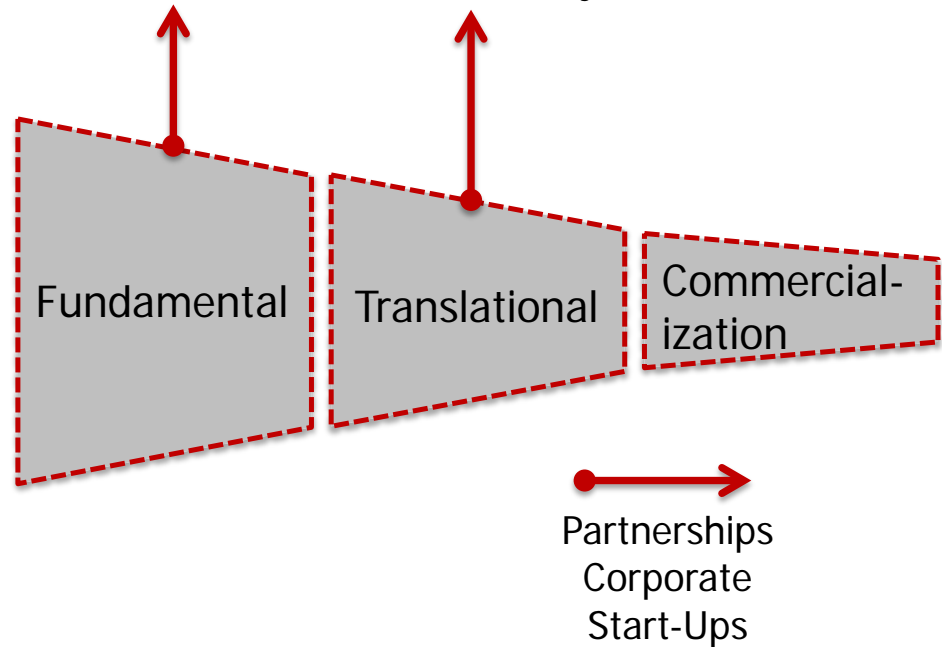 Fundamental
Translational
Commercial-
ization
Partnerships
Corporate
Start-Ups